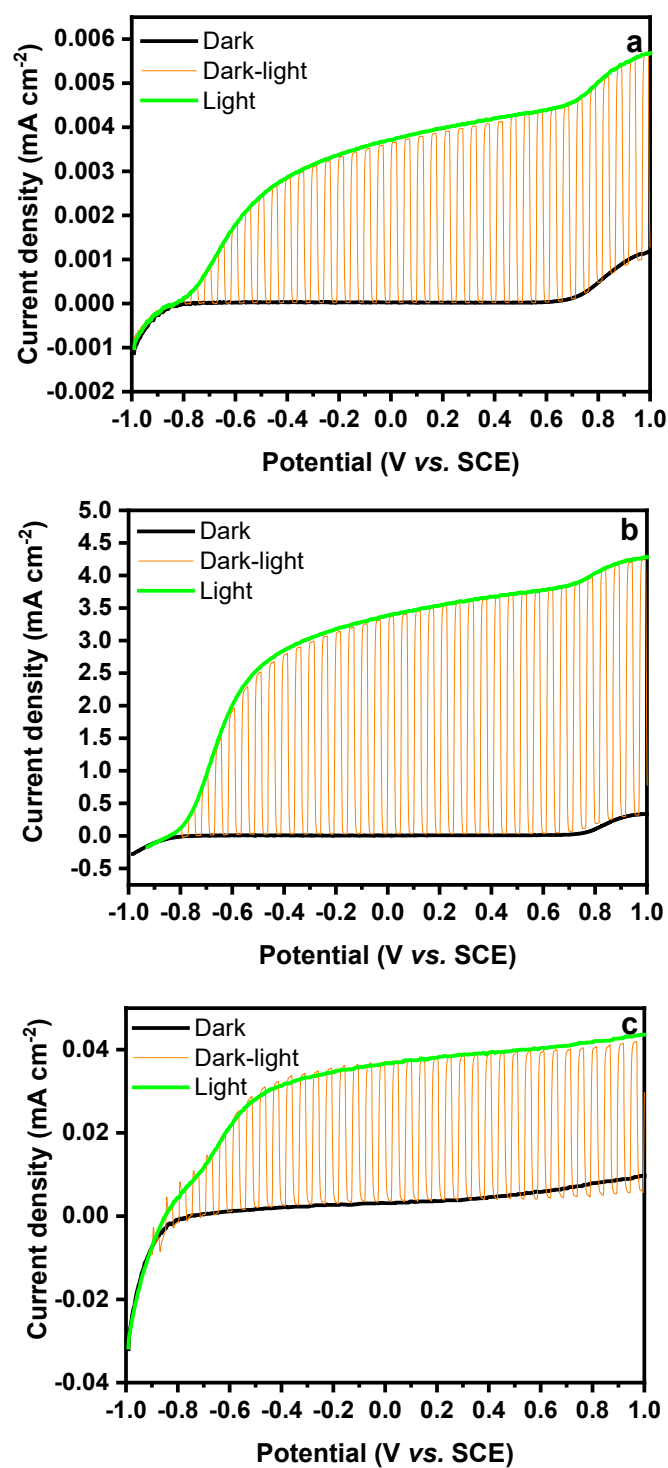 a
Dark
Dark-light
Light
0.006
0.005
0.004
0.003
0.002
0.001
0.000
-0.001
-0.002
Current density (mA cm-2)
-1.0 -0.8 -0.6 -0.4 -0.2 0.0 0.2 0.4 0.6 0.8 1.0
Potential (V vs. SCE)
b
Dark
Dark-light
Light
5.0
4.5
4.0
3.5
3.0
2.5
2.0
1.5
1.0
0.5
0.0
-0.5
Current density (mA cm-2)
-1.0 -0.8 -0.6 -0.4 -0.2 0.0 0.2 0.4 0.6 0.8 1.0
Potential (V vs. SCE)
c
Dark
Dark-light
Light
0.04
0.02
0.00
-0.02
-0.04
Current density (mA cm-2)
-1.0 -0.8 -0.6 -0.4 -0.2 0.0 0.2 0.4 0.6 0.8 1.0
Potential (V vs. SCE)